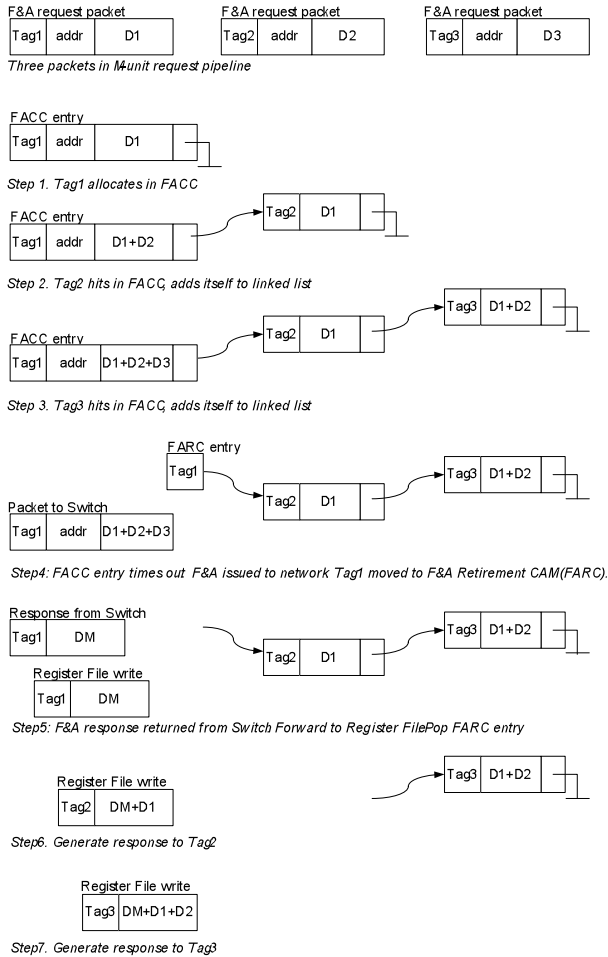 F&A request packet
F&A request packet
F&A request packet
Tag1 addr D1
Tag2 addr D2
Tag3 addr D3
Three packets in M-unit request pipeline
FACC entry
Tag1 addr D1
Step 1. Tag1 allocates in FACC
FACC entry
Tag1 addr D1+D2
Tag2 D1
Step 2. Tag2 hits in FACC, adds itself to linked list
FACC entry
Tag1 addr D1+D2+D3
Tag2 D1
Tag3 D1+D2
Step 3. Tag3 hits in FACC, adds itself to linked list
FARC entry
Tag1
Tag2 D1
Tag3 D1+D2
Packet to Switch
Tag1 addr D1+D2+D3
Step4: FACC entry times out F&A issued to network Tag1 moved to F&A Retirement CAM(FARC).
Response from Switch
Tag1 DM
Tag2 D1
Tag3 D1+D2
Register File write
Tag1 DM
Step5: F&A response returned from Switch Forward to Register FilePop FARC entry
Register File write
Tag2 DM+D1
Tag3 D1+D2
Step6. Generate response to Tag2
Register File write
Tag3 DM+D1+D2
Step7. Generate response to Tag3